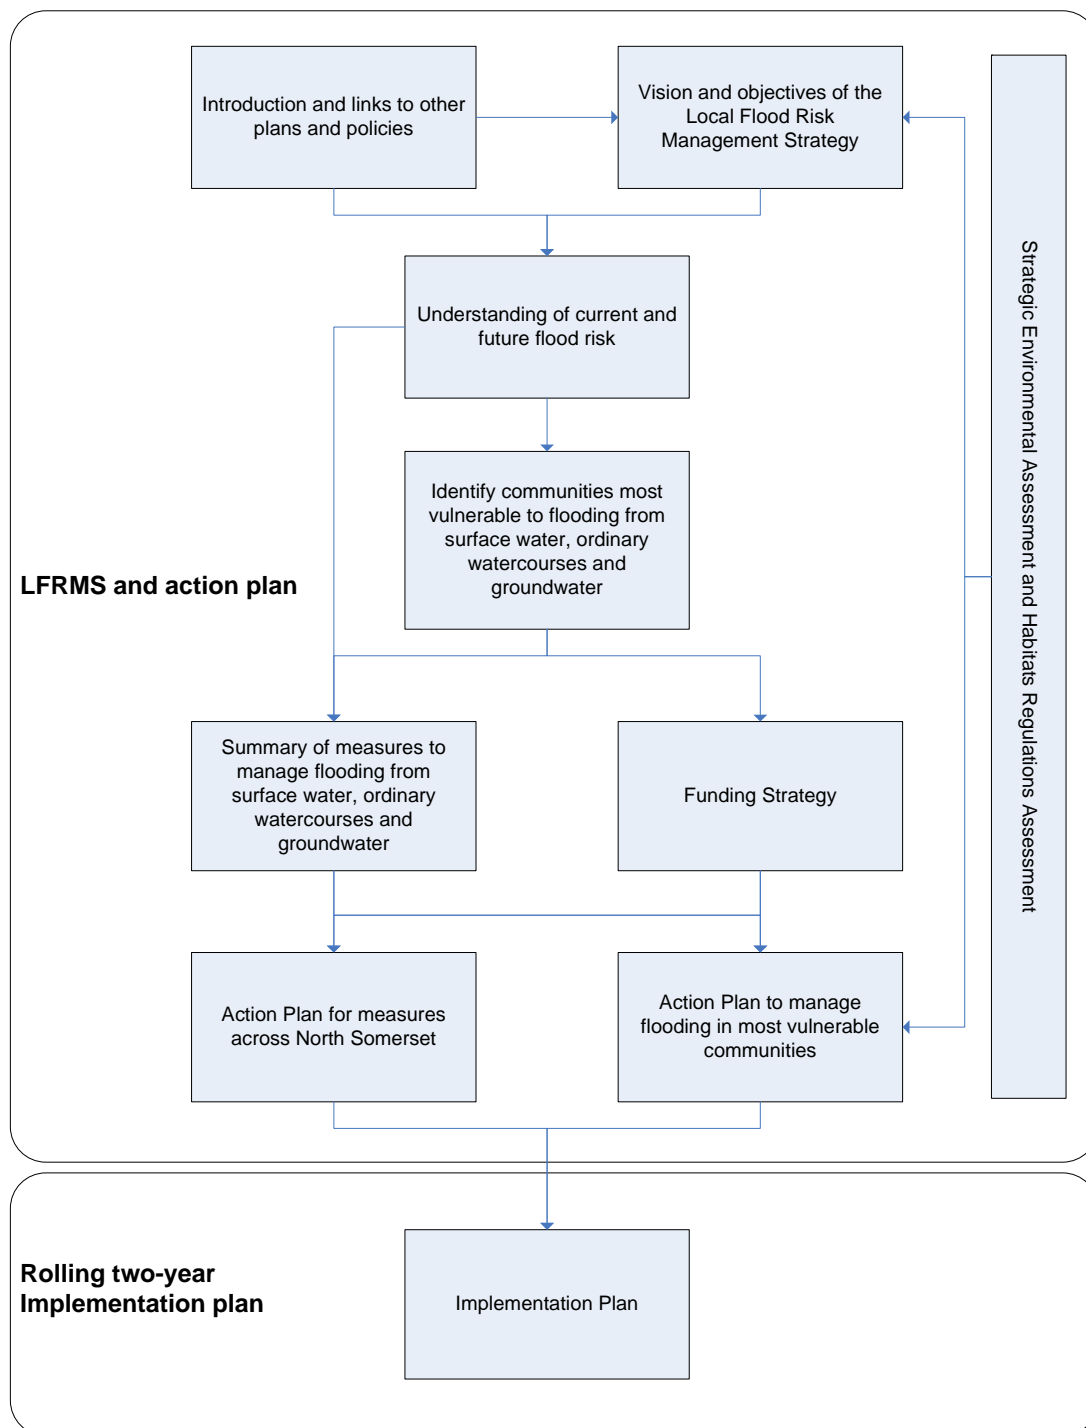 Introduction and links to other
plans and policies
Vision and objectives of the
Local Flood Risk
Management Strategy
Understanding of current and
future flood risk
Identify communities most
vulnerable to flooding from
surface water, ordinary
watercourses and
groundwater
LFRMS and action plan
Summary of measures to
manage flooding from
surface water, ordinary
watercourses and
groundwater
Funding Strategy
Action Plan for measures
across North Somerset
Action Plan to manage
flooding in most vulnerable
communities
Strategic Environmental Assessment and Habitats Regulations Assessment
Rolling two-year
Implementation plan
Implementation Plan